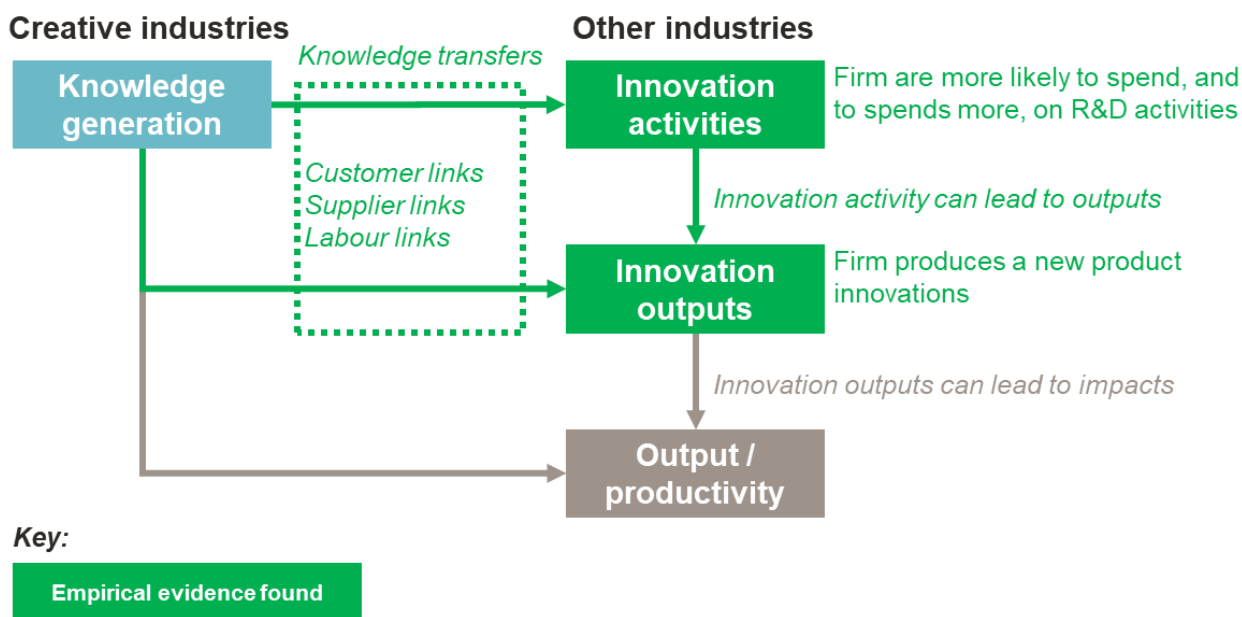 Creative industries
Other industries
Knowledge transfers
Knowledge
generation
Innovation
activities
Firm are more likely to spend, and
to spends more, on R&D activities
Customer links
Supplier links
Labour links
Innovation activity can lead to outputs
Innovation
outputs
Firm produces a new product
innovations
Innovation outputs can lead to impacts
Output /
productivity
Key:
Empirical evidence found